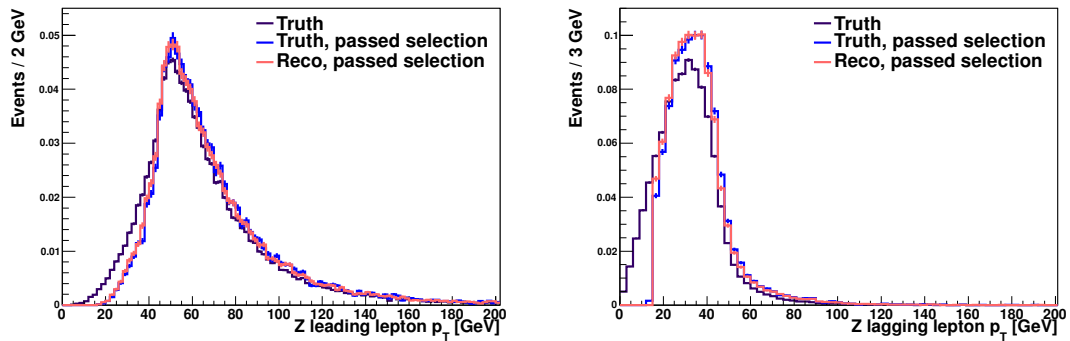 Events / 2 GeV
0.05
0.04
0.03
0.02
0.01
0
Truth
Truth, passed selection
Reco, passed selection
0 20 40 60 80 100 120 140 160 180 200
Z leading lepton pT [GeV]
Events / 3 GeV
0.1
0.08
0.06
0.04
0.02
0
Truth
Truth, passed selection
Reco, passed selection
0 20 40 60 80 100 120 140 160 180 200
Z lagging lepton pT [GeV]